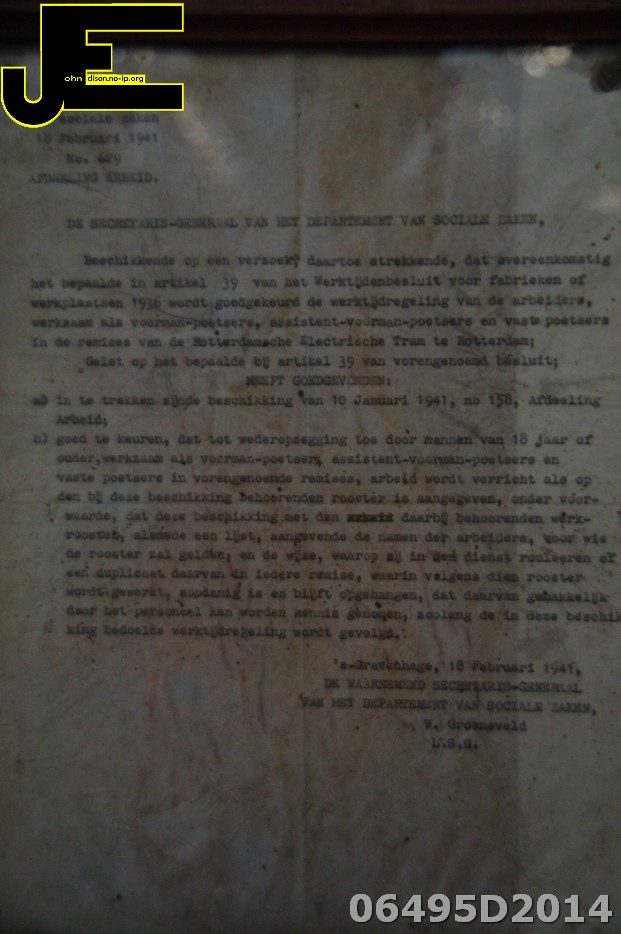 JE
john disan.no-ip.org
Sociale Zaken
18 Februari 1941
No. 629
AFDEELING ARBEID.
DE SECRETARIS-GENERAAL VAN HET DEPARTEMENT VAN SOCIALE ZAKEN,
Beschikkende op een verzoek, daartoe strekkende, dat overeenkomstig
het bepaalde in artikel 39 van het Werktijdenbesluit voor fabrieken of
werkplaatsen 1936 wordt goedgekeurd de werktijdregeling van de arbeiders,
werkzaam als voorman-poetsers, assistent-voorman-poetsers en vaste poetsers
in de remises van de Rotterdamsche Electrische Tram te Rotterdam;
Gelet op het bepaalde bij artikel 39 van vorengenoemd besluit;
HEEFT GOEDGEVONDEN:
a) in te trekken zijnde beschikking van 10 Januari 1941, no 158, Afdeeling
Arbeid;
b) goed te keuren, dat tot wederopzegging toe door mannen van 18 jaar of
ouder, werkzaam als voorman-poetser, assistent-voorman-poetsers en
vaste poetsers in vorengenoemde remises, arbeid wordt verricht als op
den bij deze beschikking behoorenden rooster is aangegeven, onder voor-
waarde, dat deze beschikking met den daarbij behoorenden werk-
rooster, alsmede een lijst, aangevende de namen der arbeiders, voor wie
de rooster zal gelden, en de wijze, waarop zij in den dienst rouleeren of
een duplicaat daarvan in iedere remise, waarin volgens dien rooster
wordt gewerkt, zoodanig is en blijft opgehangen, dat daarvan gemakkelijk
door het personeel kan worden kennis genomen, zoolang de in deze beschik
king bedoelde werktijdregeling wordt gevolgd.
's-Gravenhage, 18 Februari 1941,
DE WAARNEMEND SECRETARIS-GENERAAL
VAN HET DEPARTEMENT VAN SOCIALE ZAKEN,
W. Groeneveld
L.S.G.
06495D2014